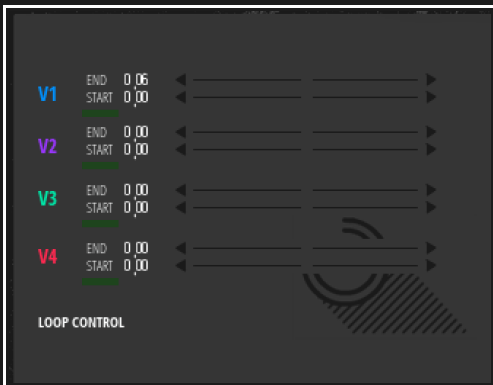 END 0,06
V1
START 0,00
END 0,00
V2
START 0,00
END 0,00
V3
START 0,00
END 0,00
V4
START 0,00
LOOP CONTROL